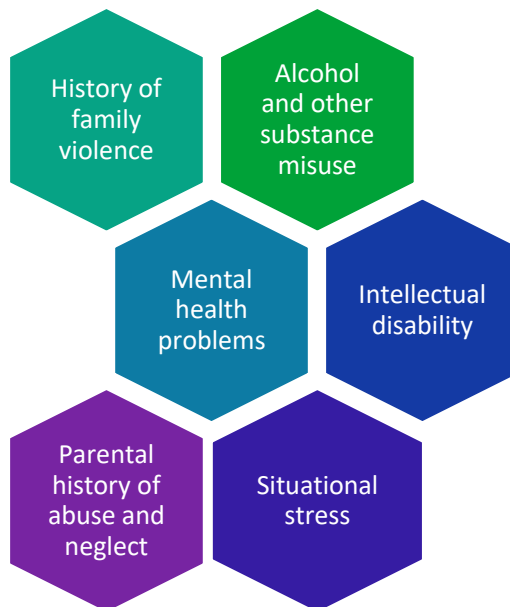 History of
family
violence
Alcohol
and other
substance
misuse
Mental
health
problems
Intellectual
disability
Parental
history of
abuse and
neglect
Situational
stress